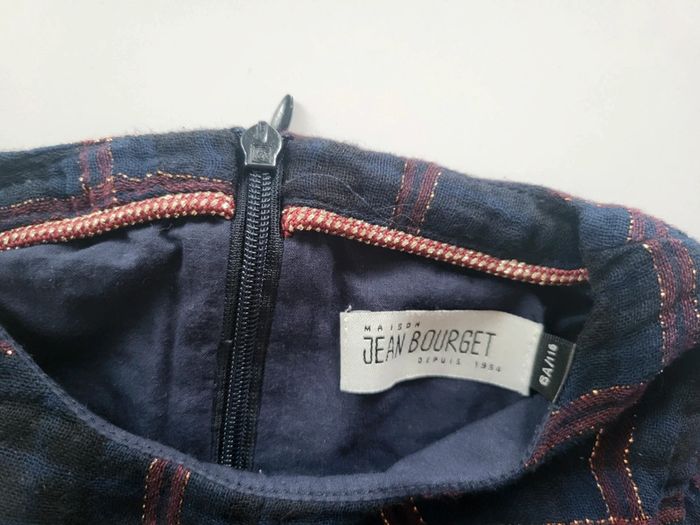 MAISON
JEAN BOURGET
DEPUIS 1954
6A/116